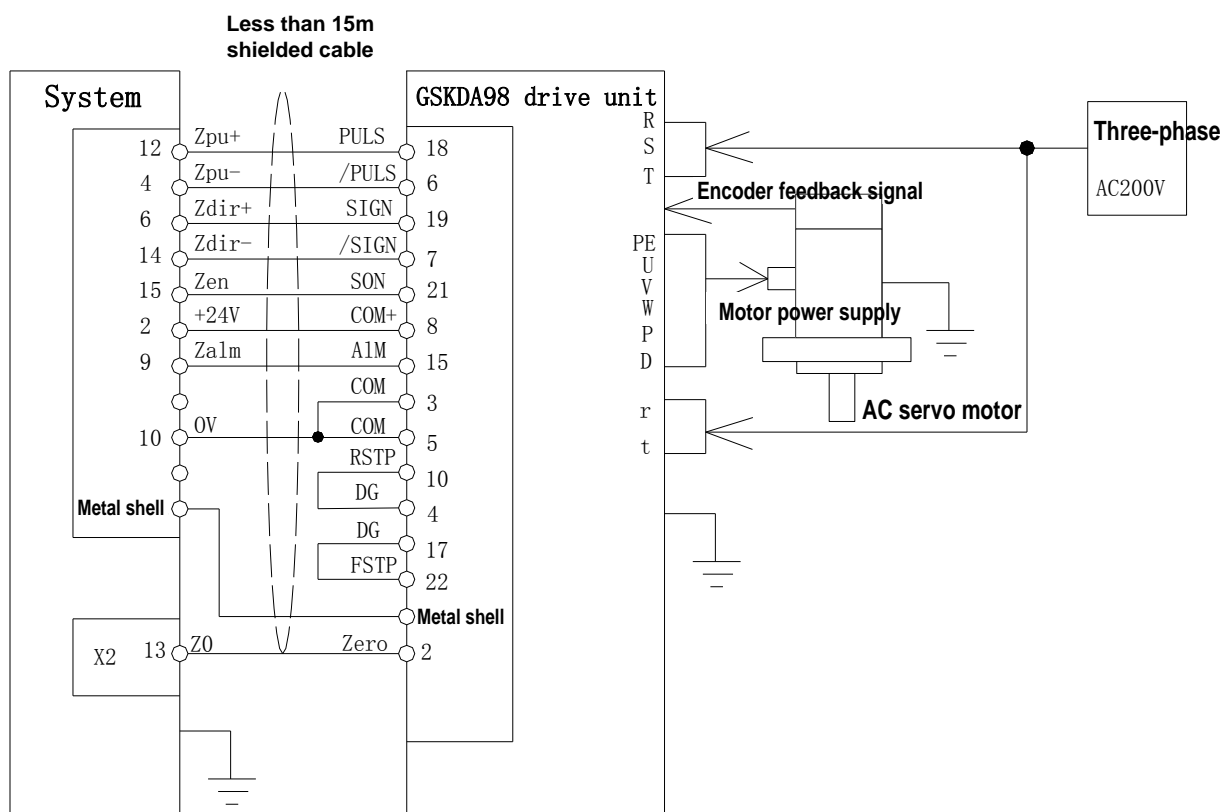 Less than 15m
shielded cable
System
GSKDA98 drive unit
12 Zpu+ PULS 18
4 Zpu- /PULS 6
6 Zdir+ SIGN 19
14 Zdir- /SIGN 7
15 Zen SON 21
2 +24V COM+ 8
9 Zalm AlM 15
COM 3
10 0V COM 5
RSTP 10
DG 4
DG 17
FSTP 22
Metal shell
Metal shell
X2 13 Z0 Zero 2
R
S
T
Three-phase
AC200V
Encoder feedback signal
PE
U
V
W
P
D
Motor power supply
AC servo motor
r
t